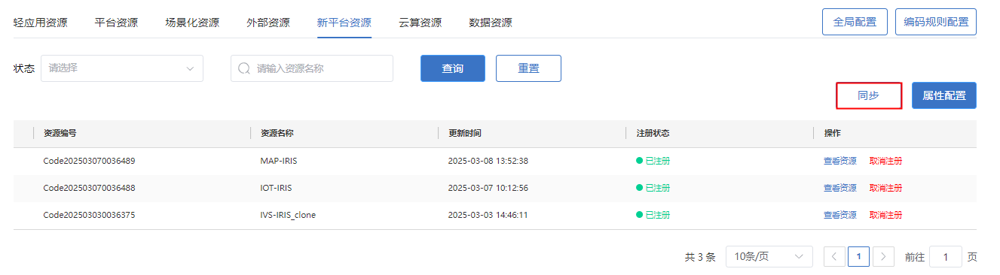 轻应用资源 平台资源 场景化资源 外部资源 新平台资源 云算资源 数据资源 全局配置 编码规则配置
状态 请选择 请输入资源名称 查询 重置
同步 属性配置
资源编号 资源名称 更新时间 注册状态 操作
Code202503070036489 MAP-IRIS 2025-03-08 13:52:38 已注册 查看资源 取消注册
Code202503070036488 IOT-IRIS 2025-03-07 10:12:56 已注册 查看资源 取消注册
Code202503030036375 IVS-IRIS_clone 2025-03-03 14:46:11 已注册 查看资源 取消注册
共 3 条 10条/页 1 前往 1 页